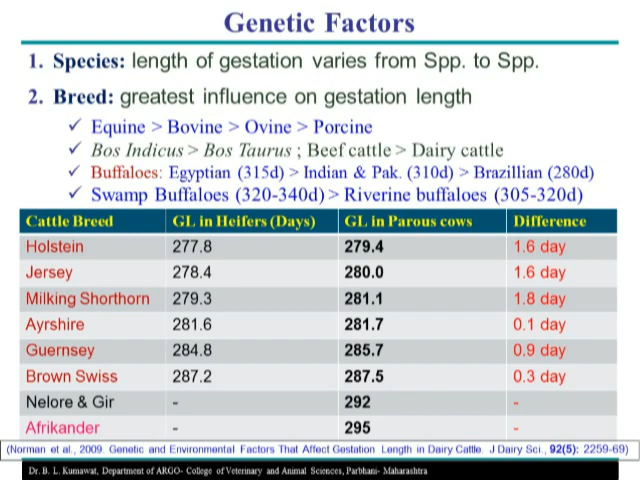 Genetic Factors
1. Species: length of gestation varies from Spp. to Spp.
2. Breed: greatest influence on gestation length
✓ Equine > Bovine > Ovine > Porcine
✓ Bos Indicus > Bos Taurus ; Beef cattle > Dairy cattle
✓ Buffaloes: Egyptian (315d) > Indian & Pak. (310d) > Brazillian (280d)
✓ Swamp Buffaloes (320-340d) > Riverine buffaloes (305-320d)
Cattle Breed GL in Heifers (Days) GL in Parous cows Difference
Holstein 277.8 279.4 1.6 day
Jersey 278.4 280.0 1.6 day
Milking Shorthorn 279.3 281.1 1.8 day
Ayrshire 281.6 281.7 0.1 day
Guernsey 284.8 285.7 0.9 day
Brown Swiss 287.2 287.5 0.3 day
Nelore & Gir - 292 -
Afrikander - 295 -
(Norman et al., 2009. Genetic and Environmental Factors That Affect Gestation Length in Dairy Cattle. J Dairy Sci., 92(5): 2259-69)
Dr. B. L. Kumawat, Department of ARGO- College of Veterinary and Animal Sciences, Parbhani- Maharashtra